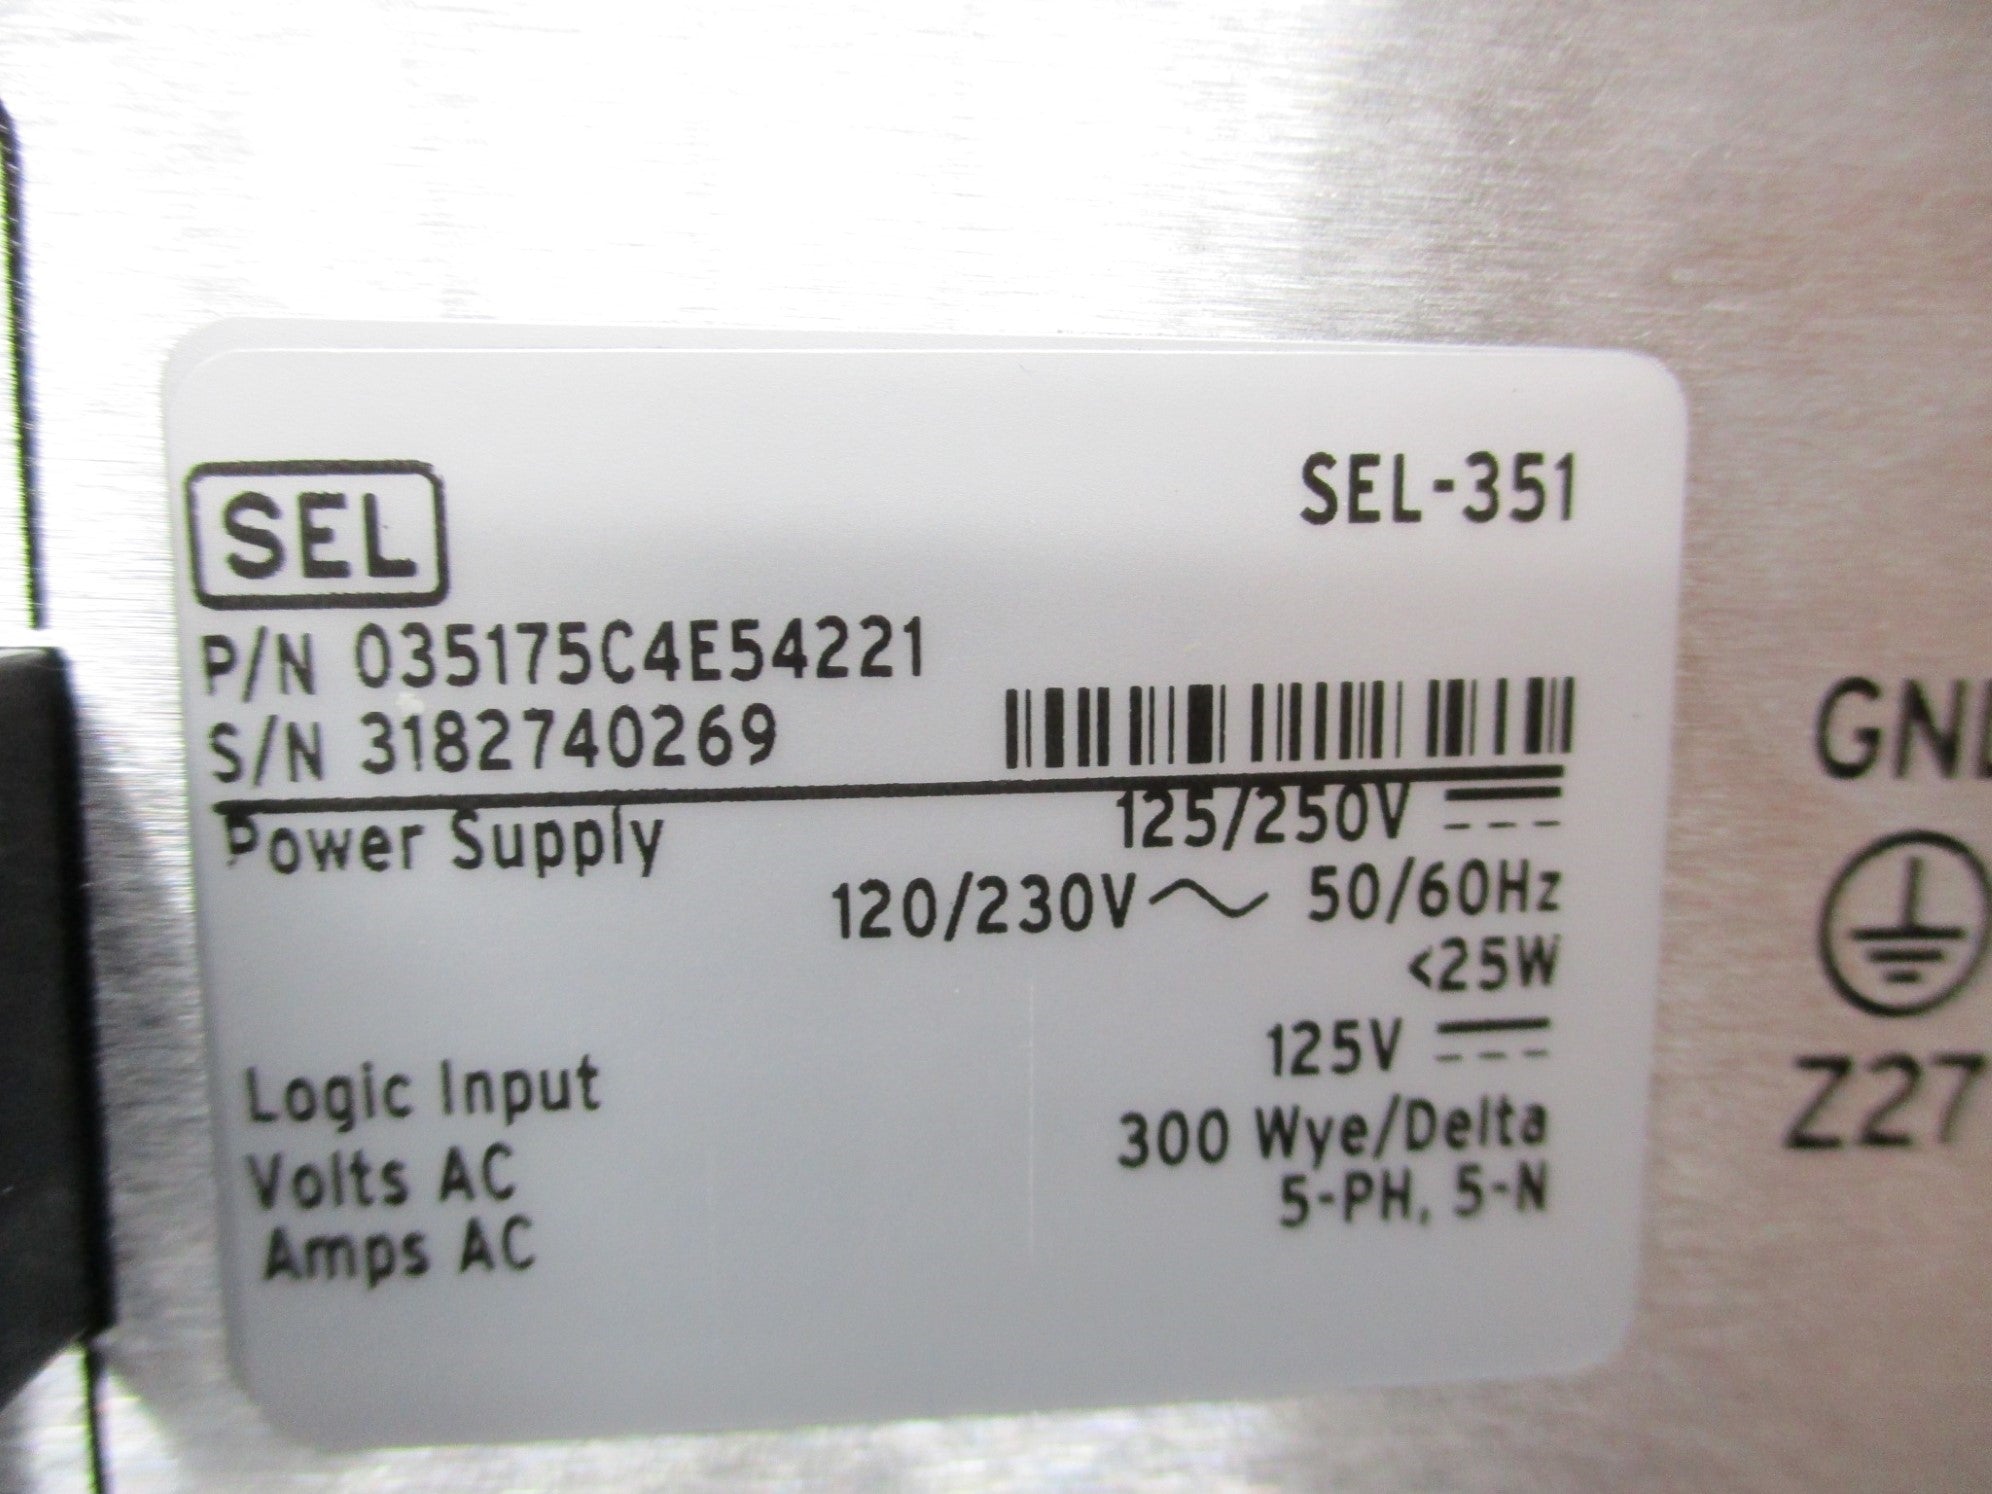 SEL
SEL-351
P/N 035175C4E54221
S/N 3182740269
Power Supply 125/250V ⎓
120/230V ∿ 50/60Hz
<25W
Logic Input 125V ⎓
Volts AC 300 Wye/Delta
Amps AC 5-PH, 5-N
GND
Z27